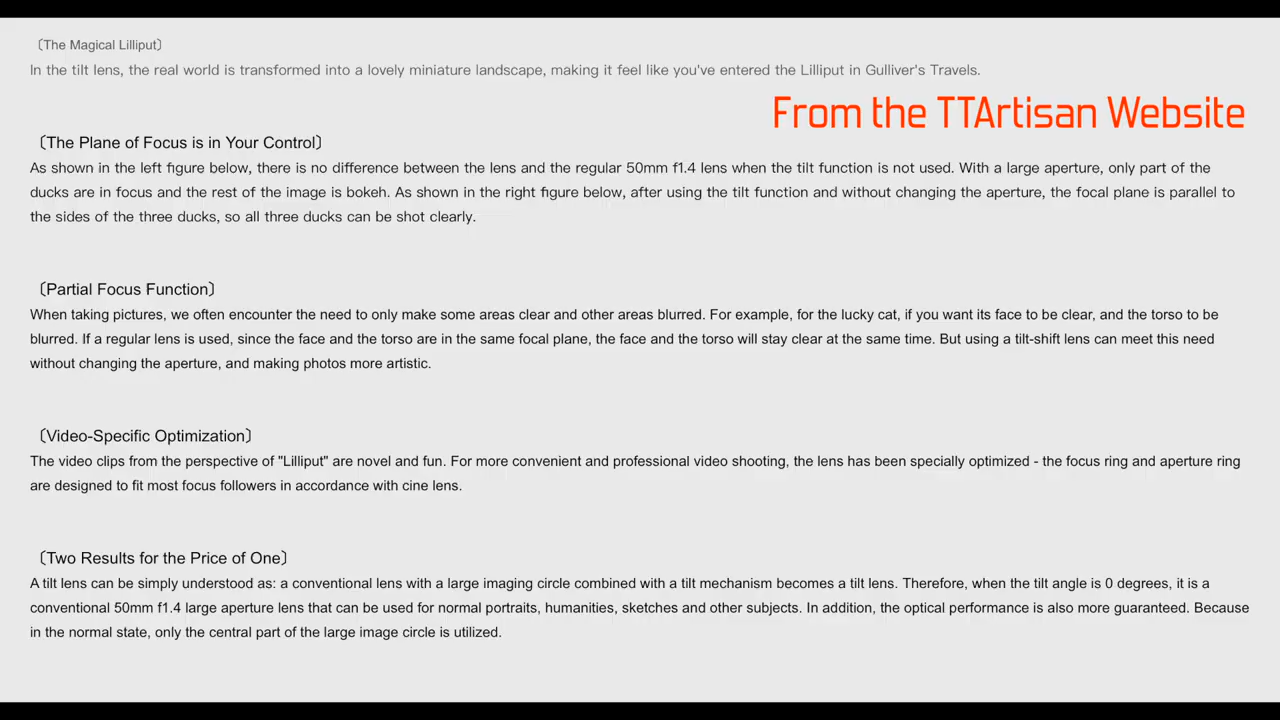 〔The Magical Lilliput〕
In the tilt lens, the real world is transformed into a lovely miniature landscape, making it feel like you've entered the Lilliput in Gulliver's Travels.
From the TTArtisan Website
〔The Plane of Focus is in Your Control〕
As shown in the left figure below, there is no difference between the lens and the regular 50mm f1.4 lens when the tilt function is not used. With a large aperture, only part of the
ducks are in focus and the rest of the image is bokeh. As shown in the right figure below, after using the tilt function and without changing the aperture, the focal plane is parallel to
the sides of the three ducks, so all three ducks can be shot clearly.
〔Partial Focus Function〕
When taking pictures, we often encounter the need to only make some areas clear and other areas blurred. For example, for the lucky cat, if you want its face to be clear, and the torso to be
blurred. If a regular lens is used, since the face and the torso are in the same focal plane, the face and the torso will stay clear at the same time. But using a tilt-shift lens can meet this need
without changing the aperture, and making photos more artistic.
〔Video-Specific Optimization〕
The video clips from the perspective of "Lilliput" are novel and fun. For more convenient and professional video shooting, the lens has been specially optimized - the focus ring and aperture ring
are designed to fit most focus followers in accordance with cine lens.
〔Two Results for the Price of One〕
A tilt lens can be simply understood as: a conventional lens with a large imaging circle combined with a tilt mechanism becomes a tilt lens. Therefore, when the tilt angle is 0 degrees, it is a
conventional 50mm f1.4 large aperture lens that can be used for normal portraits, humanities, sketches and other subjects. In addition, the optical performance is also more guaranteed. Because
in the normal state, only the central part of the large image circle is utilized.